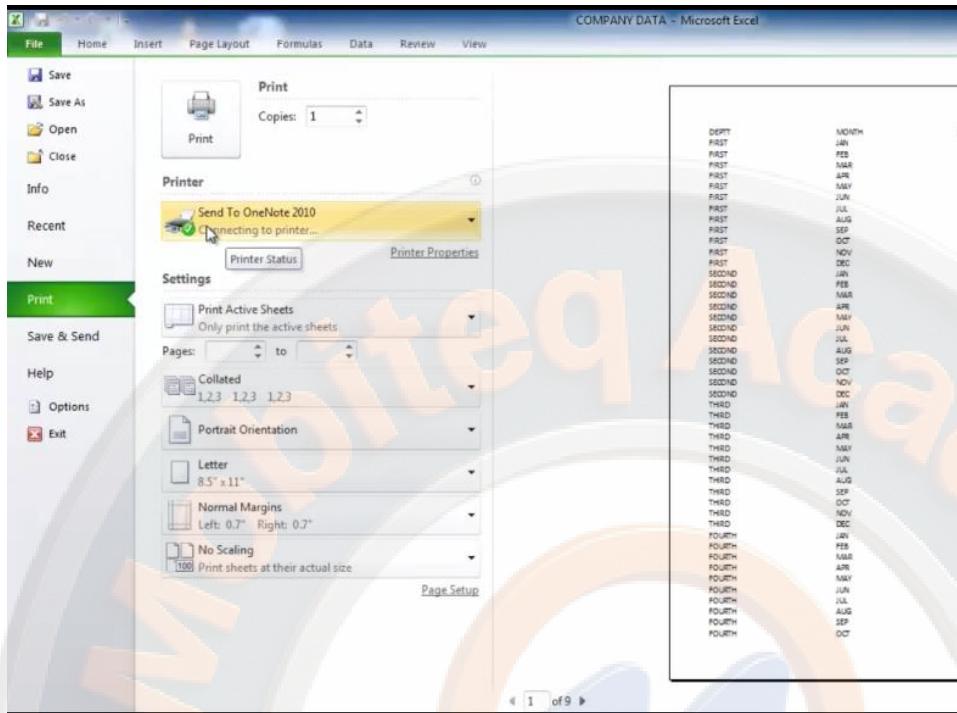 COMPANY DATA - Microsoft Excel
File Home Insert Page Layout Formulas Data Review View
Save
Save As
Open
Close
Info
Recent
New
Print
Save & Send
Help
Options
Exit
Print
Print
Copies: 1
Printer
Send To OneNote 2010
Connecting to printer...
Printer Status
Printer Properties
Settings
Print Active Sheets
Only print the active sheets
Pages: to
Collated
1,2,3 1,2,3 1,2,3
Portrait Orientation
Letter
8.5" x 11"
Normal Margins
Left: 0.7" Right: 0.7"
No Scaling
100 Print sheets at their actual size
Page Setup
DEPTT MONTH
FIRST JAN
FIRST FEB
FIRST MAR
FIRST APR
FIRST MAY
FIRST JUN
FIRST JUL
FIRST AUG
FIRST SEP
FIRST OCT
FIRST NOV
FIRST DEC
SECOND JAN
SECOND FEB
SECOND MAR
SECOND APR
SECOND MAY
SECOND JUN
SECOND JUL
SECOND AUG
SECOND SEP
SECOND OCT
SECOND NOV
SECOND DEC
THIRD JAN
THIRD FEB
THIRD MAR
THIRD APR
THIRD MAY
THIRD JUN
THIRD JUL
THIRD AUG
THIRD SEP
THIRD OCT
THIRD NOV
THIRD DEC
FOURTH JAN
FOURTH FEB
FOURTH MAR
FOURTH APR
FOURTH MAY
FOURTH JUN
FOURTH JUL
FOURTH AUG
FOURTH SEP
FOURTH OCT
1 of 9
Mobiteq Aca